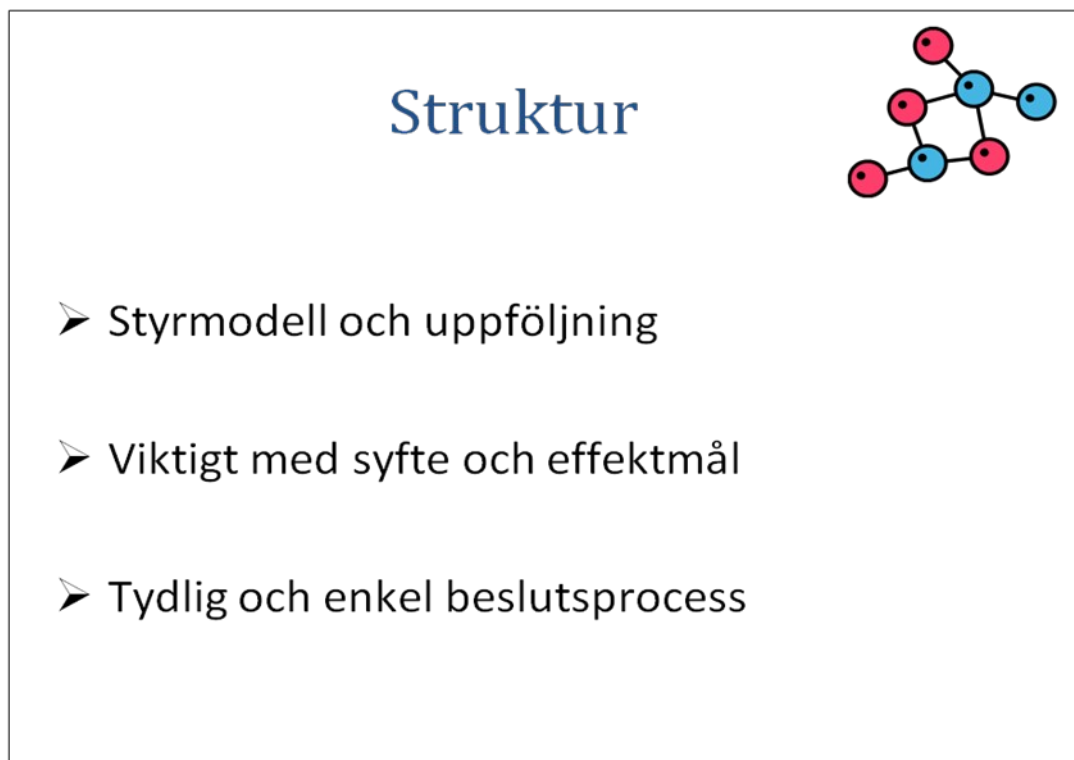 Struktur
Styrmodell och uppföljning
Viktigt med syfte och effektmål
Tydlig och enkel beslutsprocess